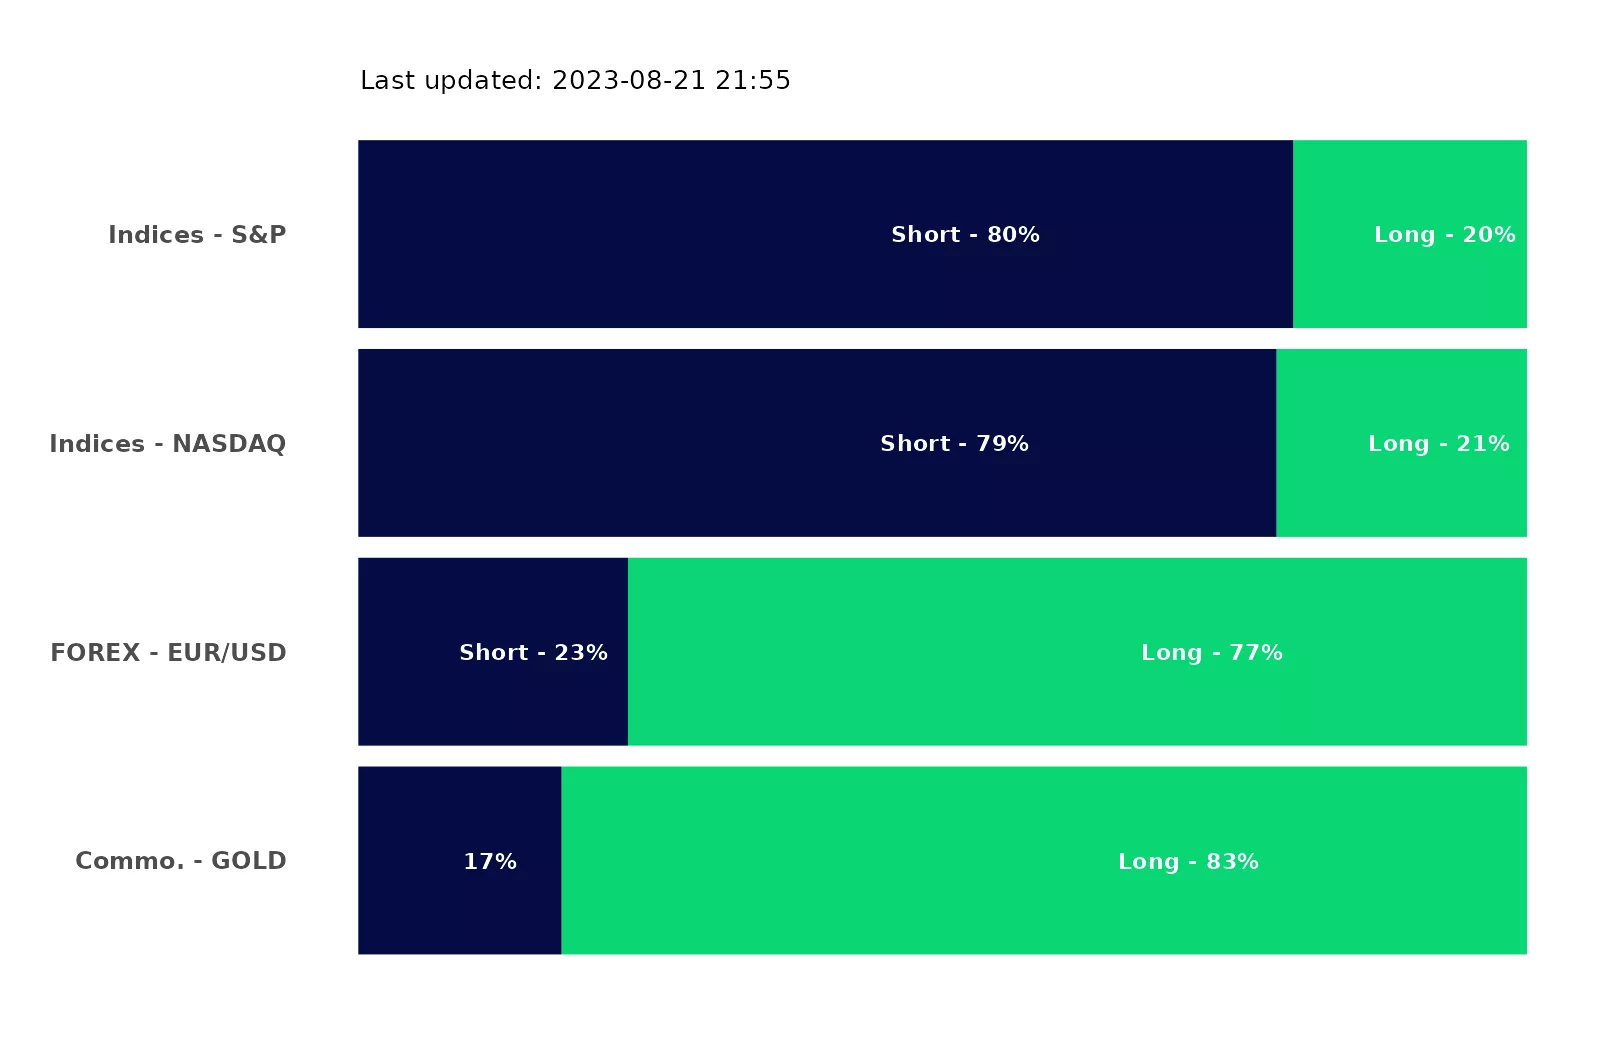 Last updated: 2023-08-21 21:55
Indices - S&P Short - 80% Long - 20%
Indices - NASDAQ Short - 79% Long - 21%
FOREX - EUR/USD Short - 23% Long - 77%
Commo. - GOLD 17% Long - 83%